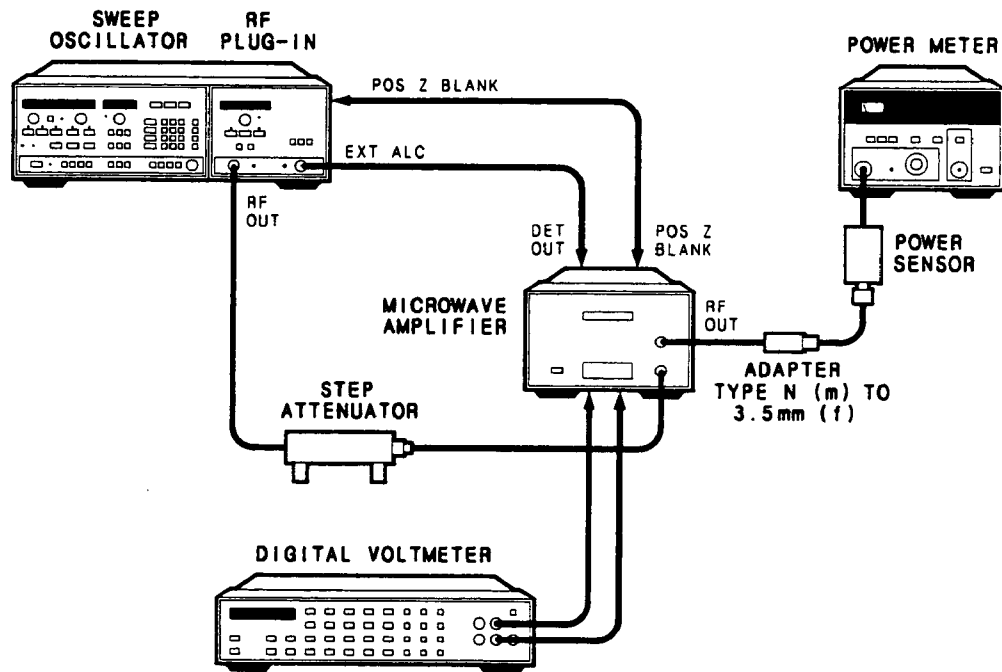 SWEEP
OSCILLATOR
RF
PLUG-IN
POWER METER
POS Z BLANK
EXT ALC
RF
OUT
DET
OUT
POS Z
BLANK
POWER
SENSOR
MICROWAVE
AMPLIFIER
RF
OUT
ADAPTER
TYPE N (m) TO
3.5mm (f)
STEP
ATTENUATOR
DIGITAL VOLTMETER